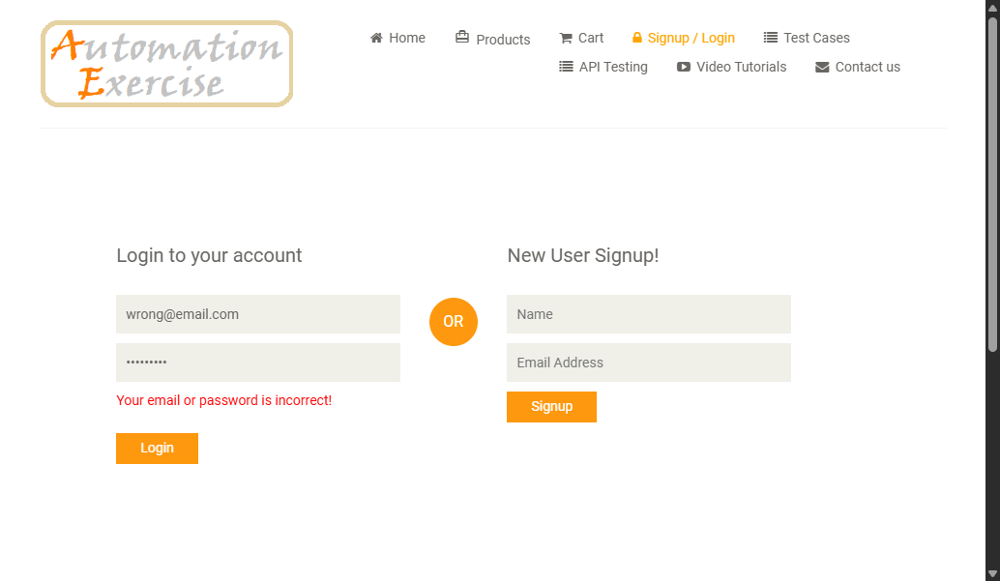 Automation
Exercise
Home Products Cart Signup / Login Test Cases
API Testing Video Tutorials Contact us
Login to your account
wrong@email.com
•••••••••
Your email or password is incorrect!
Login
OR
New User Signup!
Name
Email Address
Signup